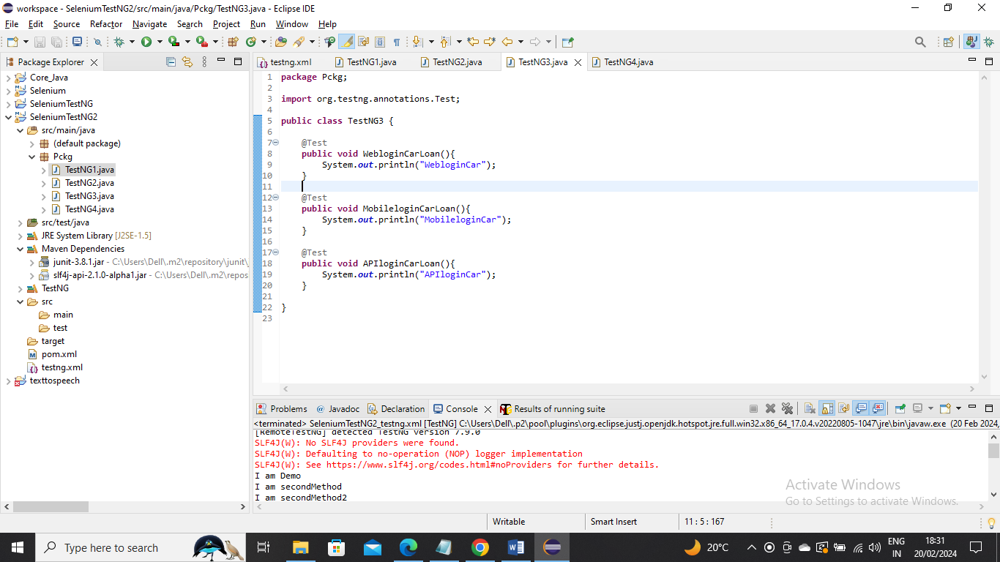 workspace - SeleniumTestNG2/src/main/java/Pckg/TestNG3.java - Eclipse IDE
File Edit Source Refactor Navigate Search Project Run Window Help
Package Explorer
Core_Java
Selenium
SeleniumTestNG
SeleniumTestNG2
src/main/java
(default package)
Pckg
TestNG1.java
TestNG2.java
TestNG3.java
TestNG4.java
src/test/java
JRE System Library [J2SE-1.5]
Maven Dependencies
junit-3.8.1.jar - C:\Users\Dell\.m2\repository\junit\
slf4j-api-2.1.0-alpha1.jar - C:\Users\Dell\.m2\repos
TestNG
src
main
test
target
pom.xml
testng.xml
texttospeech
testng.xml TestNG1.java TestNG2.java TestNG3.java TestNG4.java
1 package Pckg;
2
3 import org.testng.annotations.Test;
4
5 public class TestNG3 {
6
7 @Test
8 public void WebloginCarLoan(){
9 System.out.println("WebloginCar");
10 }
11
12 @Test
13 public void MobileloginCarLoan(){
14 System.out.println("MobileloginCar");
15 }
16
17 @Test
18 public void APIloginCarLoan(){
19 System.out.println("APIloginCar");
20 }
21
22 }
23
Problems @ Javadoc Declaration Console Results of running suite
<terminated> SeleniumTestNG2_testng.xml [TestNG] C:\Users\Dell\.p2\pool\plugins\org.eclipse.justj.openjdk.hotspot.jre.full.win32.x86_64_17.0.4.v20220805-1047\jre\bin\javaw.exe (20 Feb 2024,
[RemoteTestNG] detected TestNG version 7.9.0
SLF4J(W): No SLF4J providers were found.
SLF4J(W): Defaulting to no-operation (NOP) logger implementation
SLF4J(W): See https://www.slf4j.org/codes.html#noProviders for further details.
I am Demo
I am secondMethod
I am secondMethod2
Activate Windows
Go to Settings to activate Windows.
Writable Smart Insert 11 : 5 : 167
Type here to search
20°C
ENG
IN
18:31
20/02/2024